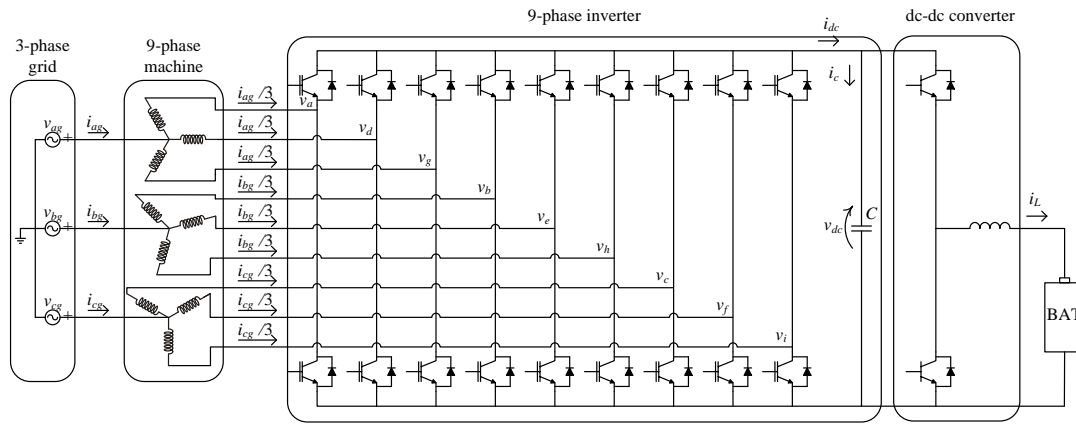 9-phase inverter
dc-dc converter
3-phase
grid
9-phase
machine
i_dc
i_c
i_ag /3
v_a
i_ag /3
v_d
i_ag /3
v_g
i_bg /3
v_b
i_bg /3
v_e
i_bg /3
v_h
i_cg /3
v_c
i_cg /3
v_f
i_cg /3
v_i
v_ag
+
i_ag
v_bg
+
i_bg
v_cg
+
i_cg
v_dc
C
i_L
BAT